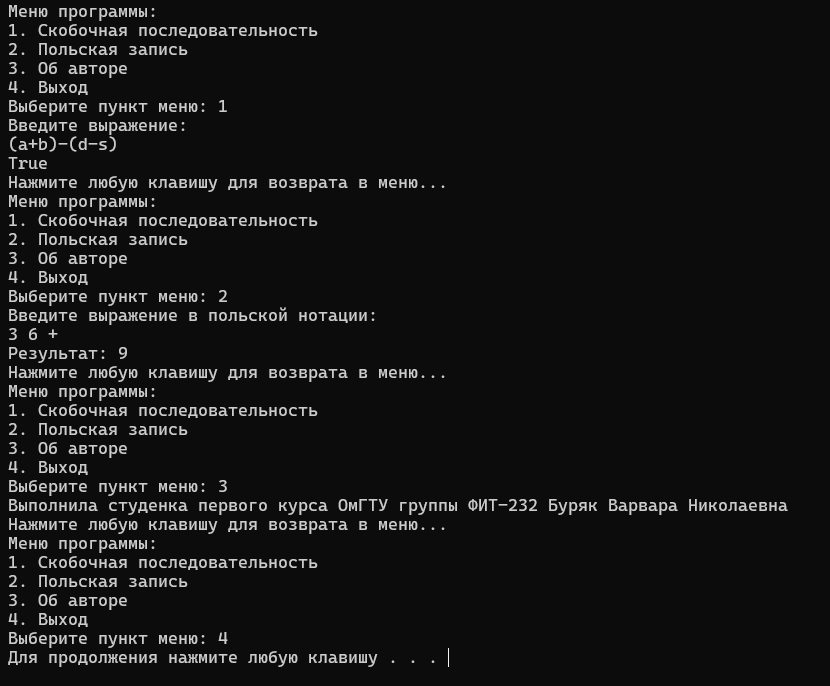 Меню программы:
1. Скобочная последовательность
2. Польская запись
3. Об авторе
4. Выход
Выберите пункт меню: 1
Введите выражение:
(a+b)-(d-s)
True
Нажмите любую клавишу для возврата в меню...
Меню программы:
1. Скобочная последовательность
2. Польская запись
3. Об авторе
4. Выход
Выберите пункт меню: 2
Введите выражение в польской нотации:
3 6 +
Результат: 9
Нажмите любую клавишу для возврата в меню...
Меню программы:
1. Скобочная последовательность
2. Польская запись
3. Об авторе
4. Выход
Выберите пункт меню: 3
Выполнила студенка первого курса ОмГТУ группы ФИТ-232 Буряк Варвара Николаевна
Нажмите любую клавишу для возврата в меню...
Меню программы:
1. Скобочная последовательность
2. Польская запись
3. Об авторе
4. Выход
Выберите пункт меню: 4
Для продолжения нажмите любую клавишу . . .